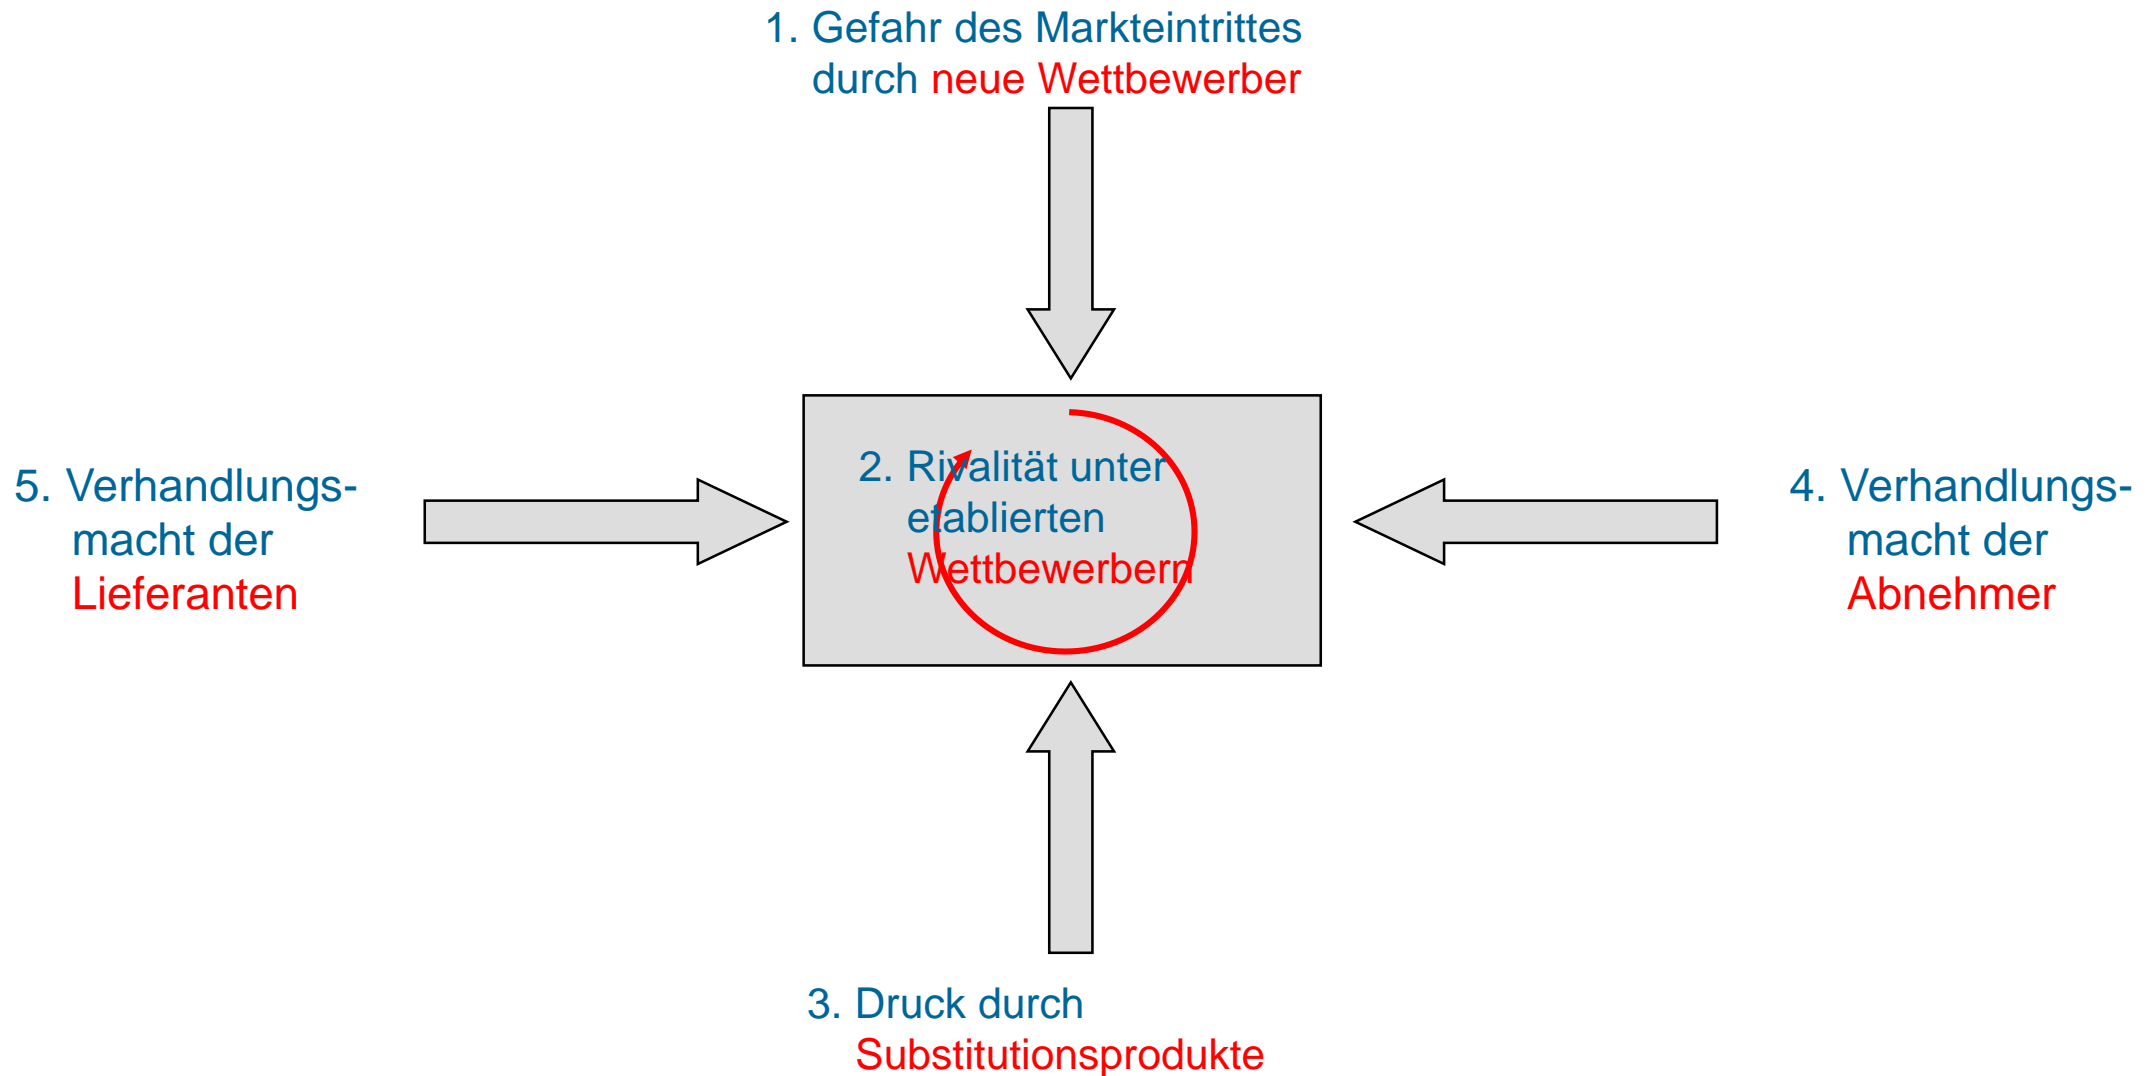 1. Gefahr des Markteintrittes
durch neue Wettbewerber
2. Rivalität unter
etablierten
Wettbewerbern
5. Verhandlungs-
macht der
Lieferanten
4. Verhandlungs-
macht der
Abnehmer
3. Druck durch
Substitutionsprodukte